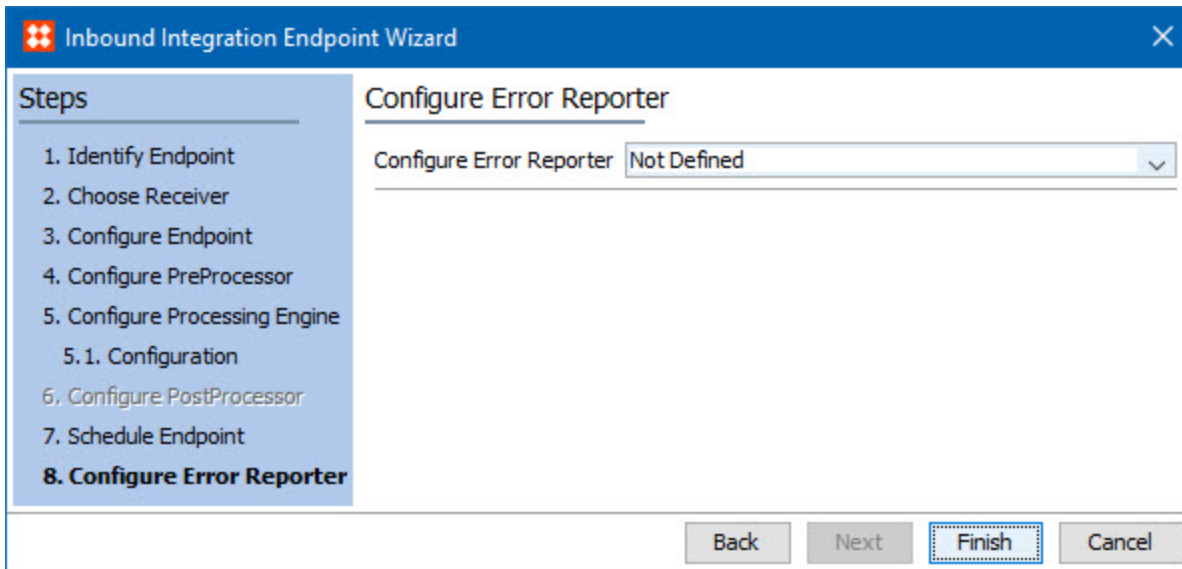 Inbound Integration Endpoint Wizard
Steps
1. Identify Endpoint
2. Choose Receiver
3. Configure Endpoint
4. Configure PreProcessor
5. Configure Processing Engine
5.1. Configuration
6. Configure PostProcessor
7. Schedule Endpoint
8. Configure Error Reporter
Configure Error Reporter
Configure Error Reporter Not Defined
Back Next Finish Cancel